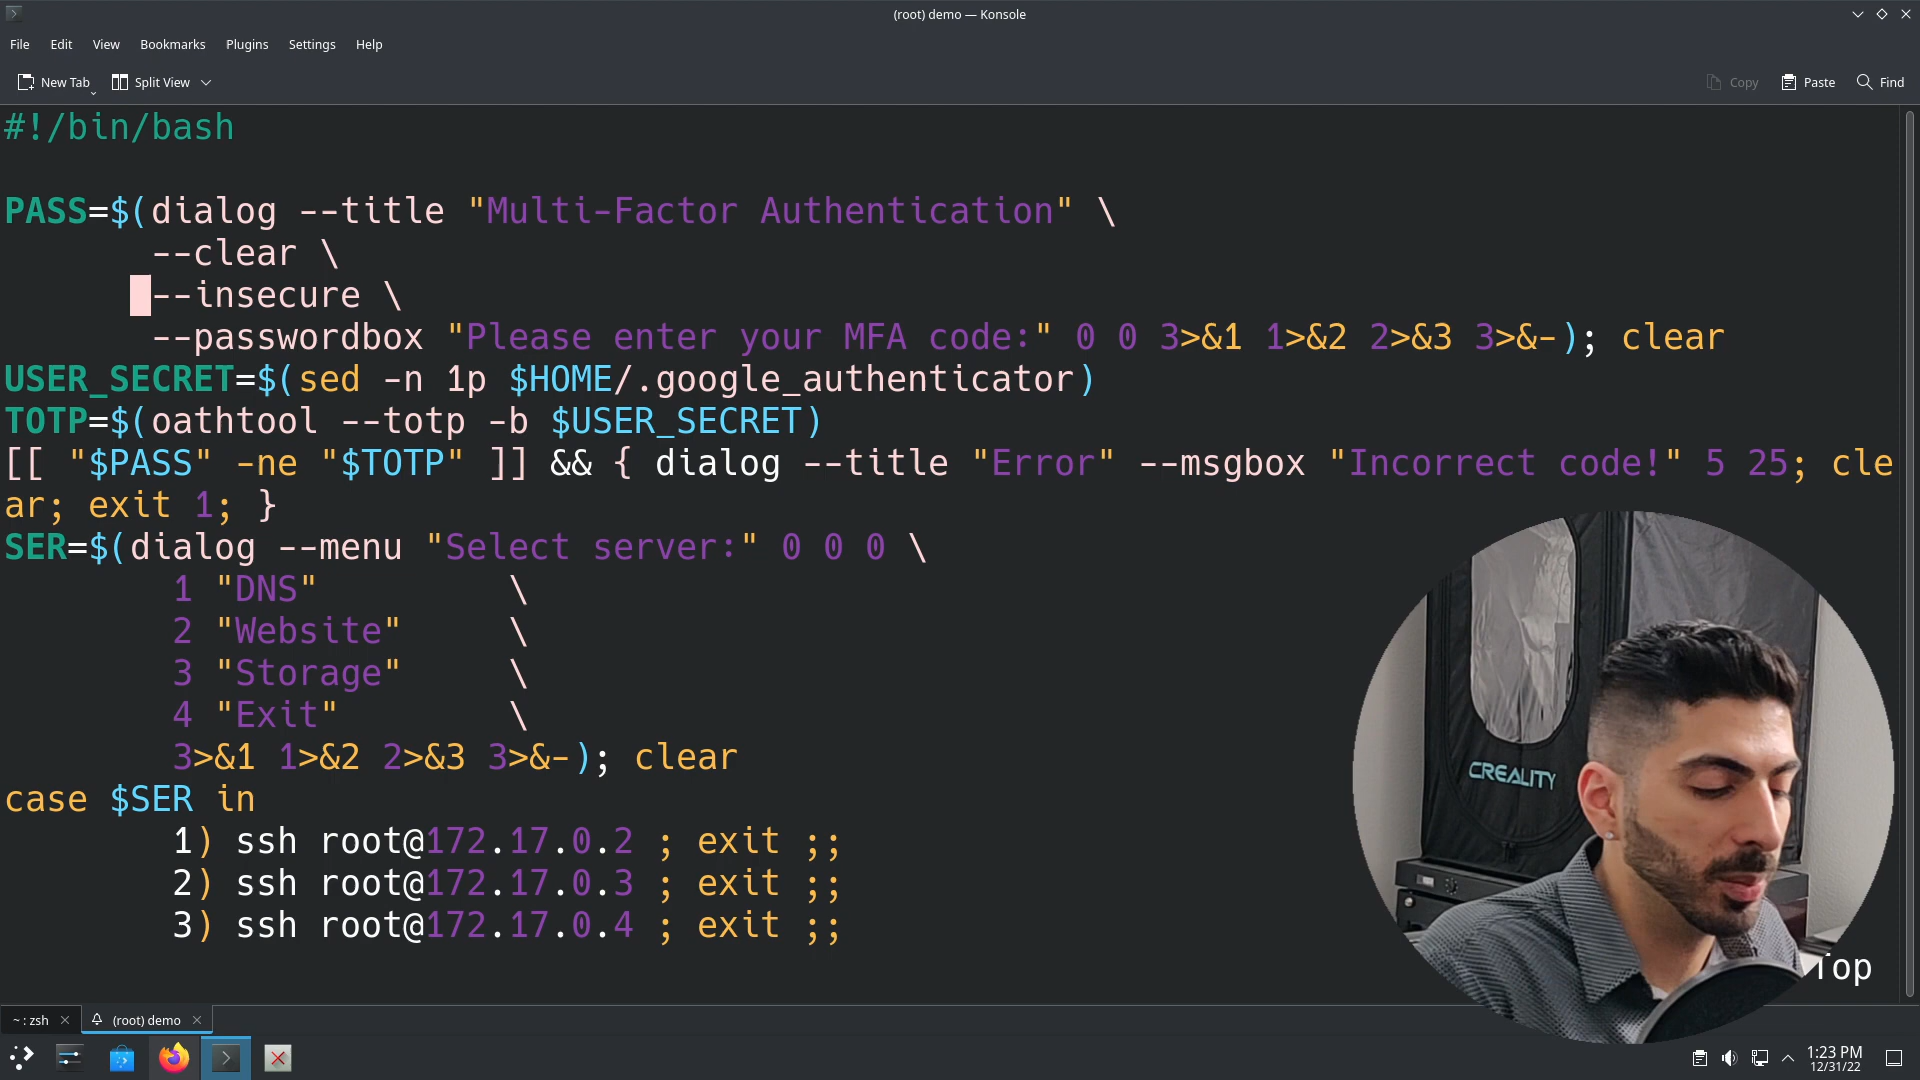 (root) demo — Konsole
File Edit View Bookmarks Plugins Settings Help
New Tab Split View Copy Paste Find
#!/bin/bash
PASS=$(dialog --title "Multi-Factor Authentication" \
--clear \
--insecure \
--passwordbox "Please enter your MFA code:" 0 0 3>&1 1>&2 2>&3 3>&-); clear
USER_SECRET=$(sed -n 1p $HOME/.google_authenticator)
TOTP=$(oathtool --totp -b $USER_SECRET)
[[ "$PASS" -ne "$TOTP" ]] && { dialog --title "Error" --msgbox "Incorrect code!" 5 25; cle
ar; exit 1; }
SER=$(dialog --menu "Select server:" 0 0 0 \
1 "DNS" \
2 "Website" \
3 "Storage" \
4 "Exit" \
3>&1 1>&2 2>&3 3>&-); clear
case $SER in
1) ssh root@172.17.0.2 ; exit ;;
2) ssh root@172.17.0.3 ; exit ;;
3) ssh root@172.17.0.4 ; exit ;;
Top
CREALITY
~ : zsh (root) demo
1:23 PM
12/31/22